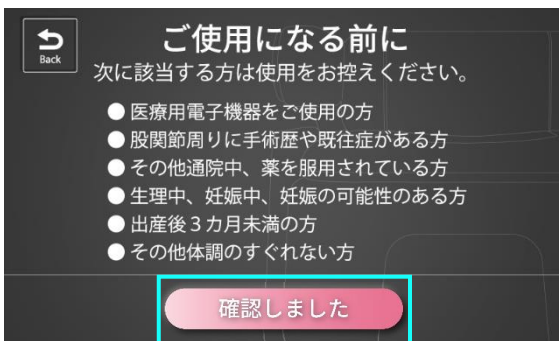 Back
ご使用になる前に
次に該当する方は使用をお控えください。
●医療用電子機器をご使用の方
●股関節周りに手術歴や既往症がある方
●その他通院中、薬を服用されている方
●生理中、妊娠中、妊娠の可能性のある方
●出産後3カ月未満の方
●その他体調のすぐれない方
確認しました